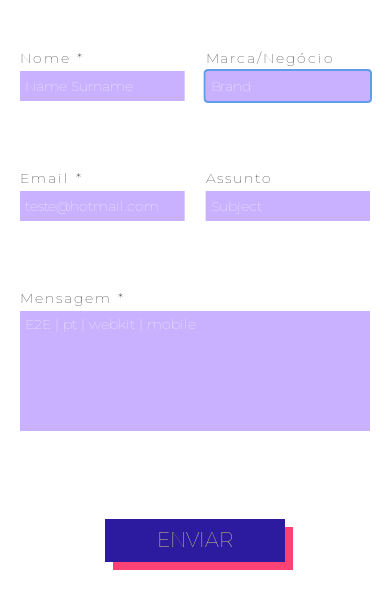 Nome *
Marca/Negócio
Name Surname
Brand
Email *
Assunto
teste@hotmail.com
Subject
Mensagem *
E2E | pt | webkit | mobile
ENVIAR